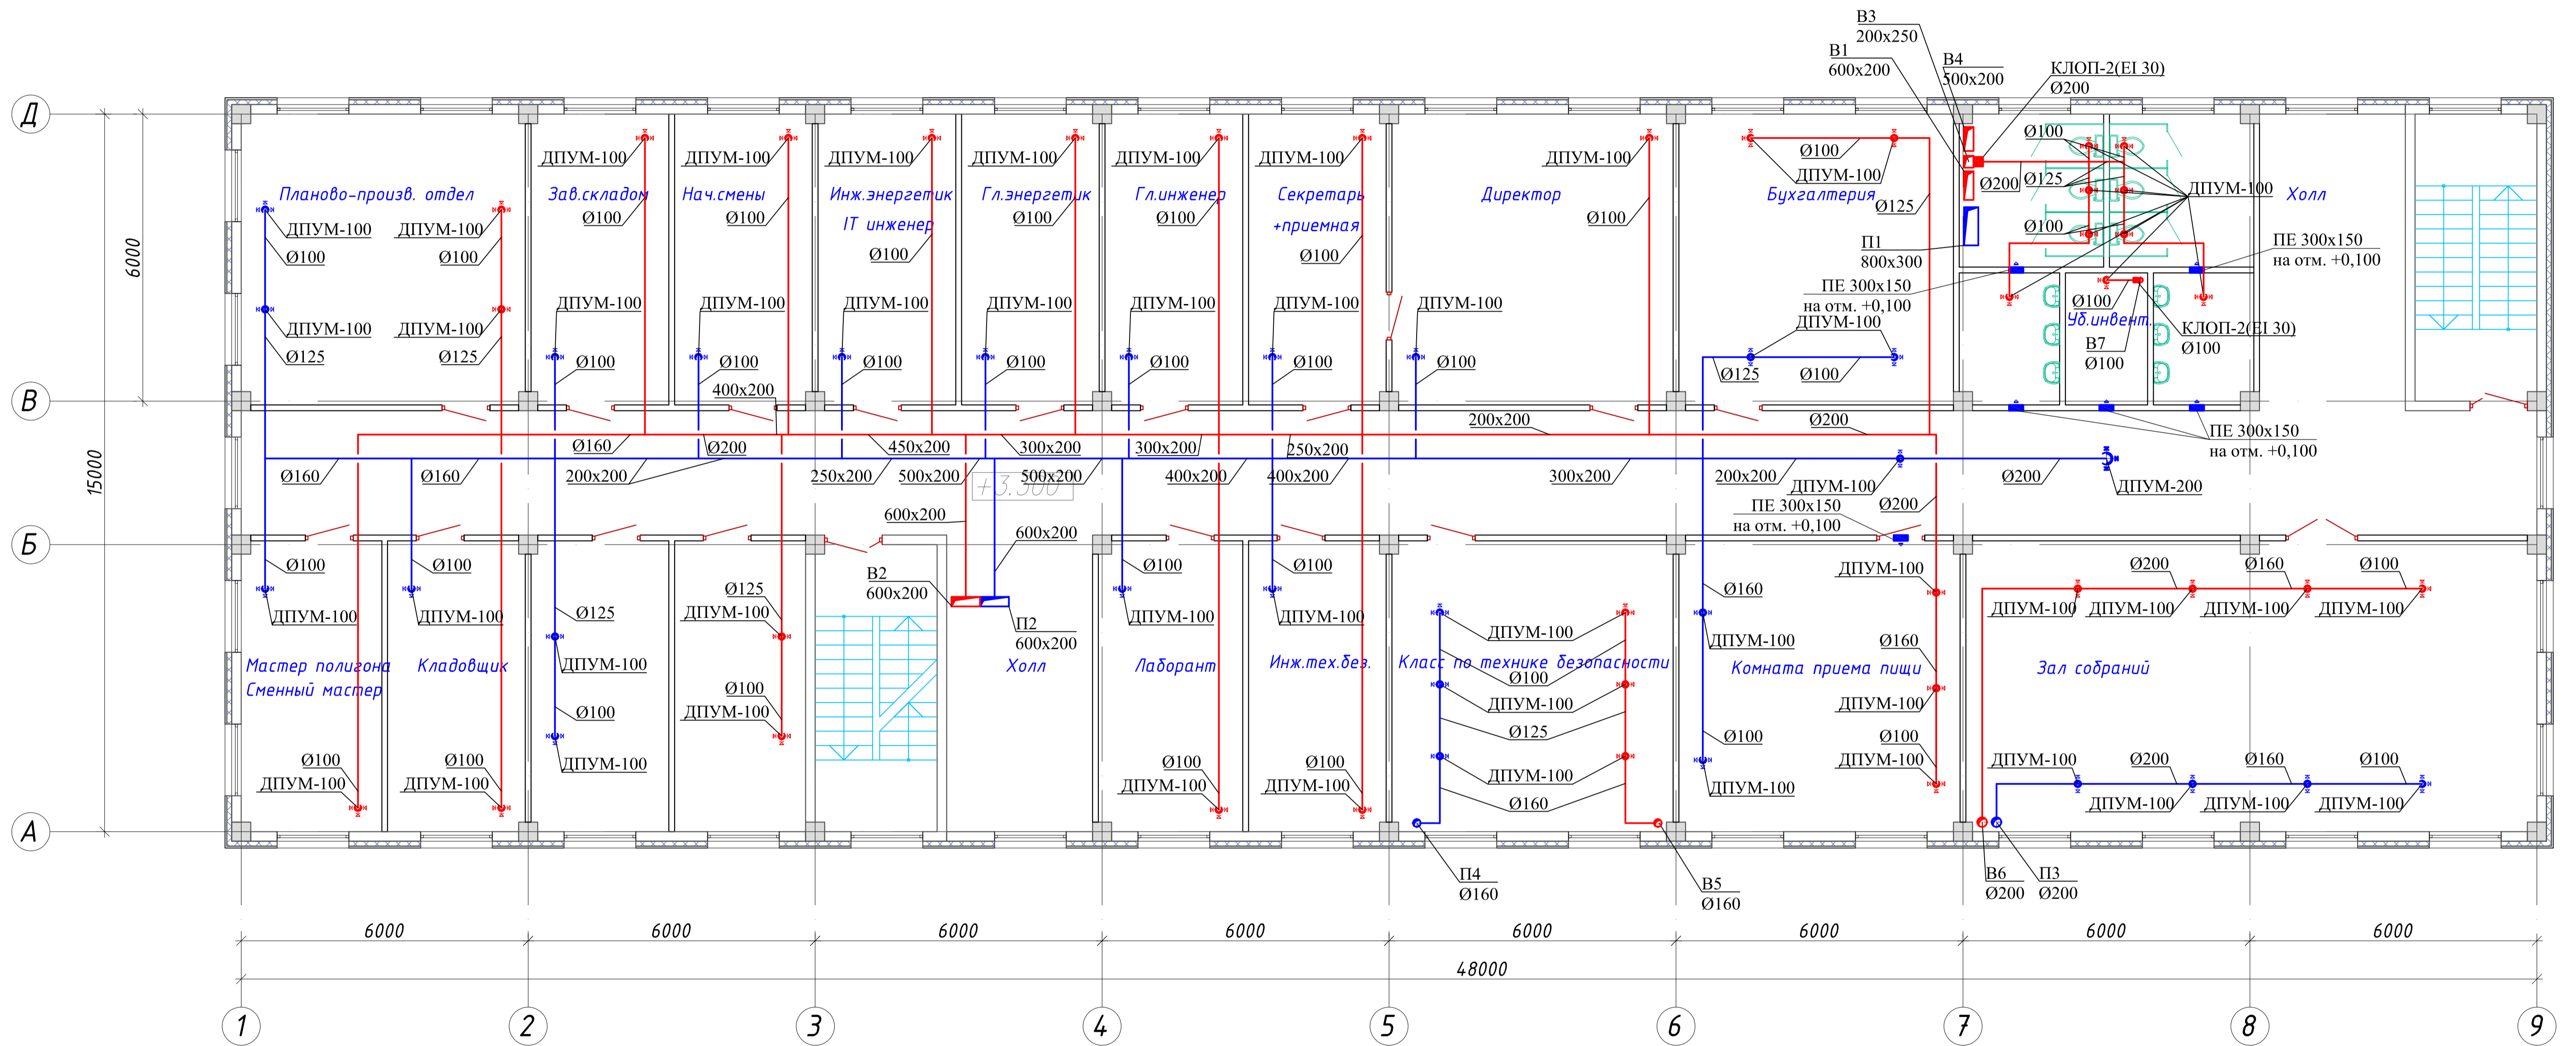 В3
200х250
В1
600х200
В4
500х200
КЛОП-2(EI 30)
Ø200
Д
ДПУМ-100
ДПУМ-100
ДПУМ-100
ДПУМ-100
ДПУМ-100
ДПУМ-100
ДПУМ-100
Ø100
ДПУМ-100
Ø100
Ø125
Ø200
ДПУМ-100
Планово-произв. отдел
Зав.складом
Нач.смены
Инж.энергетик
IT инженер
Гл.энергетик
Гл.инженер
Секретарь
+приемная
Директор
Бухгалтерия
Холл
Ø100
Ø100
Ø100
Ø100
Ø100
Ø100
Ø100
Ø125
Ø100
ДПУМ-100
ДПУМ-100
Ø100
Ø100
П1
800х300
ПЕ 300х150
на отм. +0,100
ПЕ 300х150
на отм. +0,100
6000
ДПУМ-100
ДПУМ-100
ДПУМ-100
ДПУМ-100
ДПУМ-100
ДПУМ-100
ДПУМ-100
ДПУМ-100
ДПУМ-100
ДПУМ-100
Ø100
Уб.инвент.
КЛОП-2(EI 30)
Ø100
В7
Ø100
Ø125
Ø125
Ø100
Ø100
Ø100
Ø100
Ø100
Ø100
Ø100
Ø125
Ø100
В
400х200
200х200
Ø200
Ø160
Ø200
450х200
300х200
300х200
250х200
ПЕ 300х150
на отм. +0,100
15000
Ø160
Ø160
200х200
250х200
500х200
500х200
400х200
400х200
300х200
200х200
Ø200
+3.300
ДПУМ-100
ДПУМ-200
Ø200
ПЕ 300х150
на отм. +0,100
600х200
600х200
Б
Ø100
Ø100
Ø100
Ø100
В2
600х200
П2
600х200
ДПУМ-100
ДПУМ-100
ДПУМ-100
ДПУМ-100
Ø125
Ø125
ДПУМ-100
Ø160
ДПУМ-100
Ø200
Ø160
Ø100
ДПУМ-100
ДПУМ-100
ДПУМ-100
ДПУМ-100
ДПУМ-100
ДПУМ-100
ДПУМ-100
Ø160
Мастер полигона
Сменный мастер
Кладовщик
Холл
Лаборант
Инж.тех.без.
Класс по технике безопасности
Комната приема пищи
Зал собраний
Ø100
Ø100
ДПУМ-100
Ø100
ДПУМ-100
ДПУМ-100
Ø125
Ø100
Ø100
Ø100
ДПУМ-100
Ø100
ДПУМ-100
ДПУМ-100
Ø100
ДПУМ-100
Ø100
ДПУМ-100
ДПУМ-100
Ø160
ДПУМ-100
ДПУМ-100
ДПУМ-100
Ø200
Ø160
Ø100
ДПУМ-100
ДПУМ-100
ДПУМ-100
А
П4
Ø160
В5
Ø160
В6
Ø200
П3
Ø200
6000
6000
6000
6000
6000
6000
6000
6000
48000
1
2
3
4
5
6
7
8
9